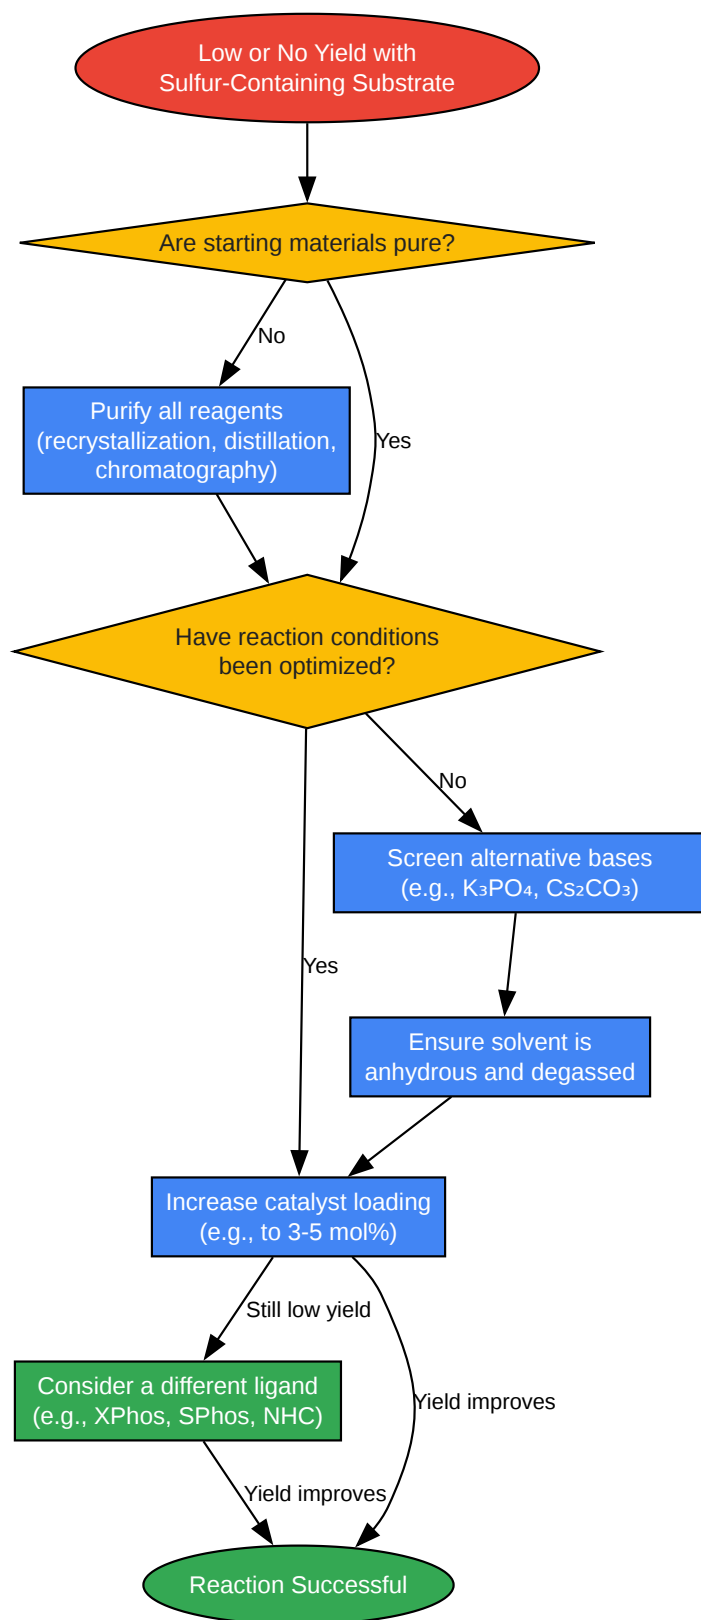 Low or No Yield with
Sulfur-Containing Substrate
Are starting materials pure?
No
Purify all reagents
(recrystallization, distillation,
chromatography)
Yes
Have reaction conditions
been optimized?
No
Screen alternative bases
(e.g., K₃PO₄, Cs₂CO₃)
Yes
Ensure solvent is
anhydrous and degassed
Increase catalyst loading
(e.g., to 3-5 mol%)
Still low yield
Consider a different ligand
(e.g., XPhos, SPhos, NHC)
Yield improves
Yield improves
Reaction Successful